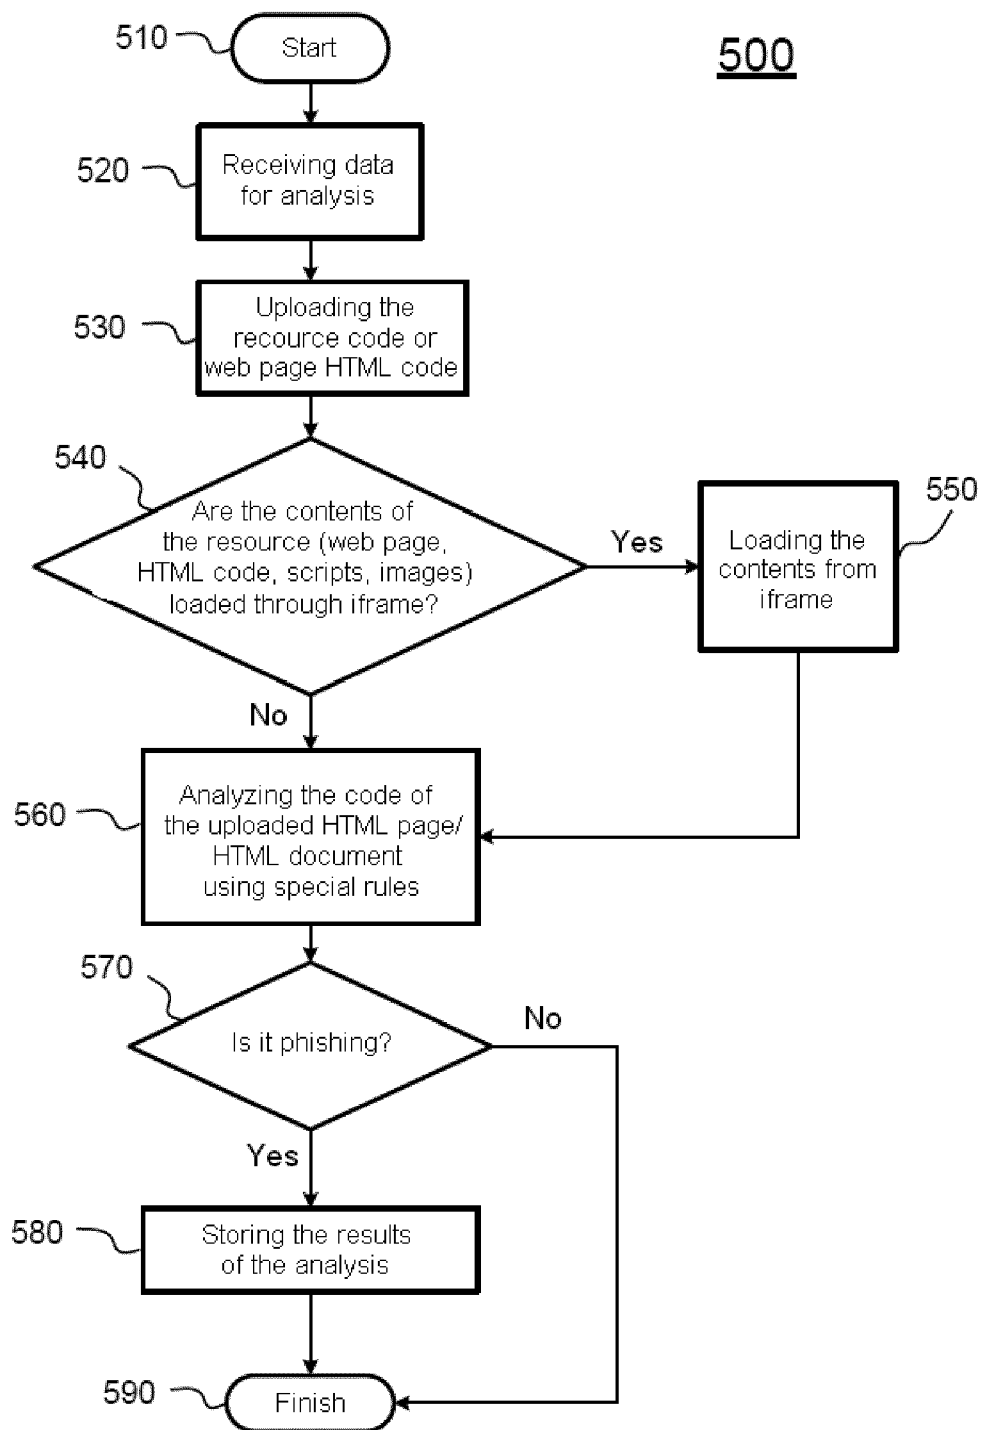 500
510
Start
520
Receiving data
for analysis
530
Uploading the
recource code or
web page HTML code
540
Are the contents of
the resource (web page,
HTML code, scripts, images)
loaded through iframe?
Yes
550
Loading the
contents from
iframe
No
560
Analyzing the code of
the uploaded HTML page/
HTML document
using special rules
570
Is it phishing?
No
Yes
580
Storing the results
of the analysis
590
Finish